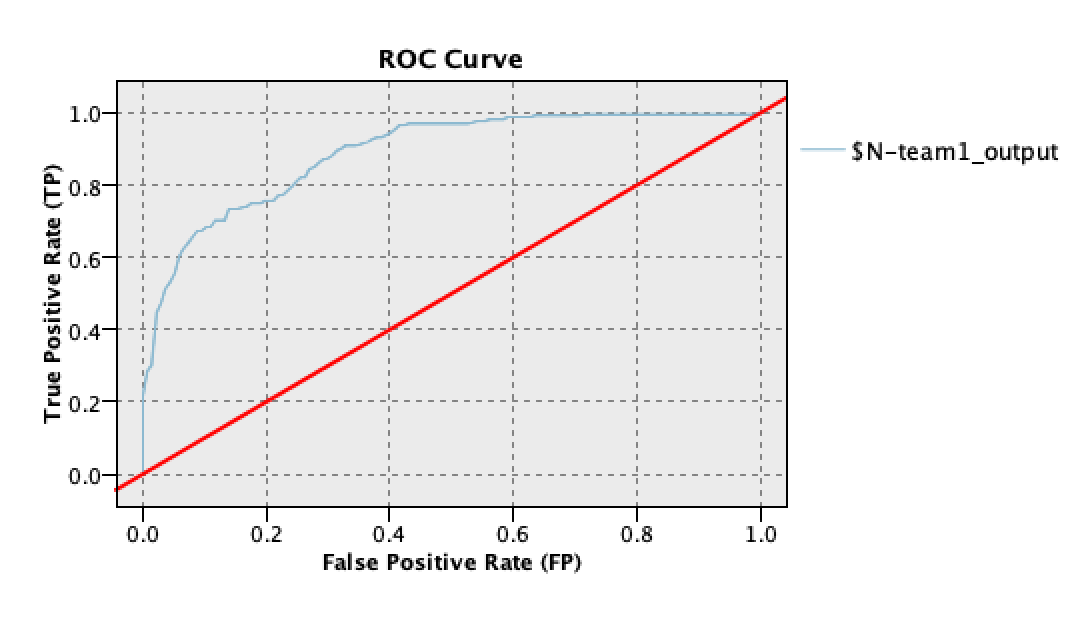 ROC Curve
1.0
0.8
0.6
0.4
0.2
0.0
True Positive Rate (TP)
0.0 0.2 0.4 0.6 0.8 1.0
False Positive Rate (FP)
$N-team1_output